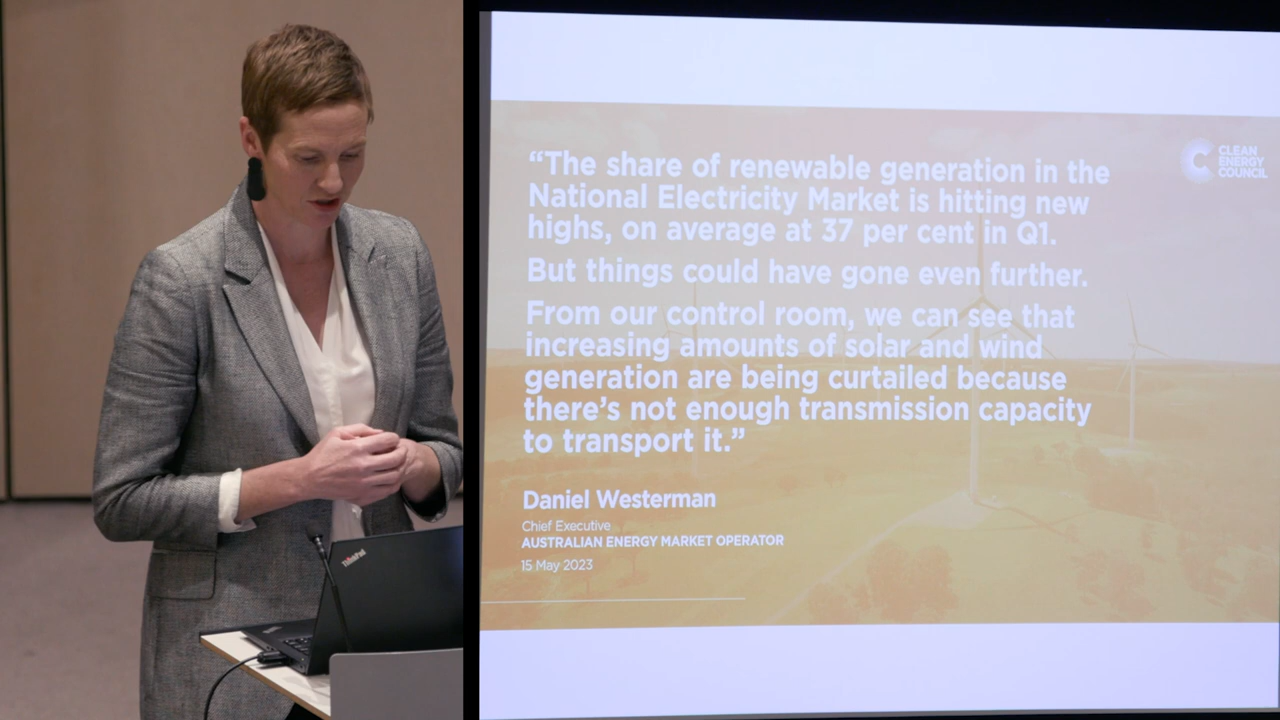 “The share of renewable generation in the
National Electricity Market is hitting new
highs, on average at 37 per cent in Q1.
But things could have gone even further.
From our control room, we can see that
increasing amounts of solar and wind
generation are being curtailed because
there’s not enough transmission capacity
to transport it.”
Daniel Westerman
Chief Executive
AUSTRALIAN ENERGY MARKET OPERATOR
15 May 2023
CLEAN
ENERGY
COUNCIL
ThinkPad